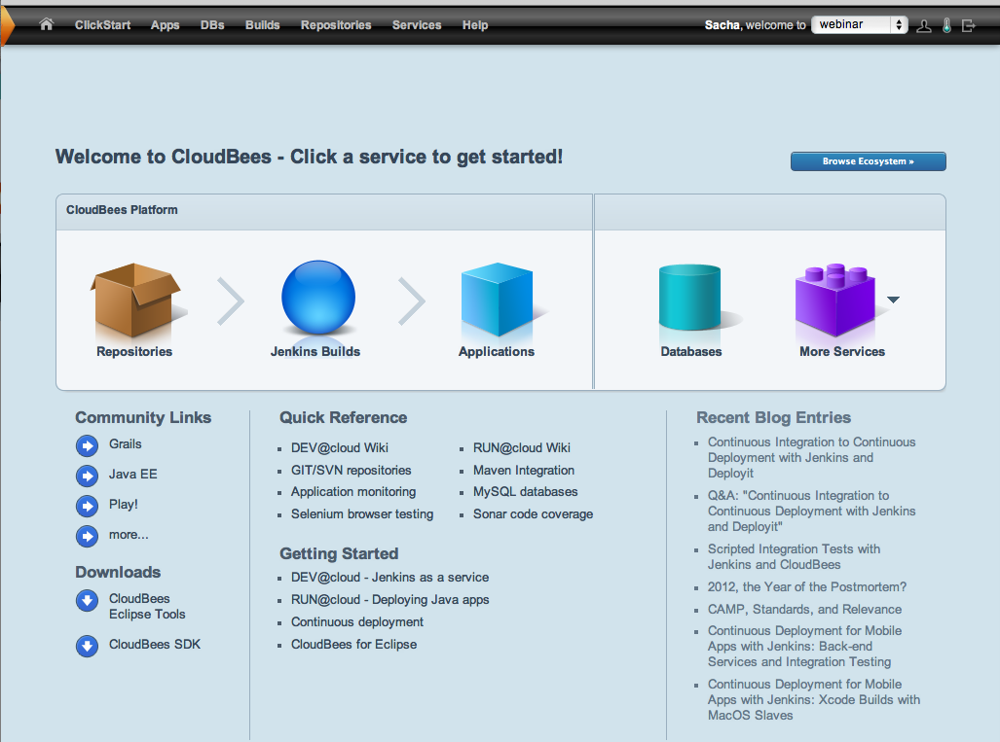 ClickStart Apps DBs Builds Repositories Services Help
Sacha, welcome to webinar
Welcome to CloudBees - Click a service to get started!
Browse Ecosystem »
CloudBees Platform
Repositories
Jenkins Builds
Applications
Databases
More Services
Community Links
Grails
Java EE
Play!
more...
Downloads
CloudBees
Eclipse Tools
CloudBees SDK
Quick Reference
DEV@cloud Wiki
GIT/SVN repositories
Application monitoring
Selenium browser testing
RUN@cloud Wiki
Maven Integration
MySQL databases
Sonar code coverage
Getting Started
DEV@cloud - Jenkins as a service
RUN@cloud - Deploying Java apps
Continuous deployment
CloudBees for Eclipse
Recent Blog Entries
Continuous Integration to Continuous
Deployment with Jenkins and
Deployit
Q&A: "Continuous Integration to
Continuous Deployment with Jenkins
and Deployit"
Scripted Integration Tests with
Jenkins and CloudBees
2012, the Year of the Postmortem?
CAMP, Standards, and Relevance
Continuous Deployment for Mobile
Apps with Jenkins: Back-end
Services and Integration Testing
Continuous Deployment for Mobile
Apps with Jenkins: Xcode Builds with
MacOS Slaves